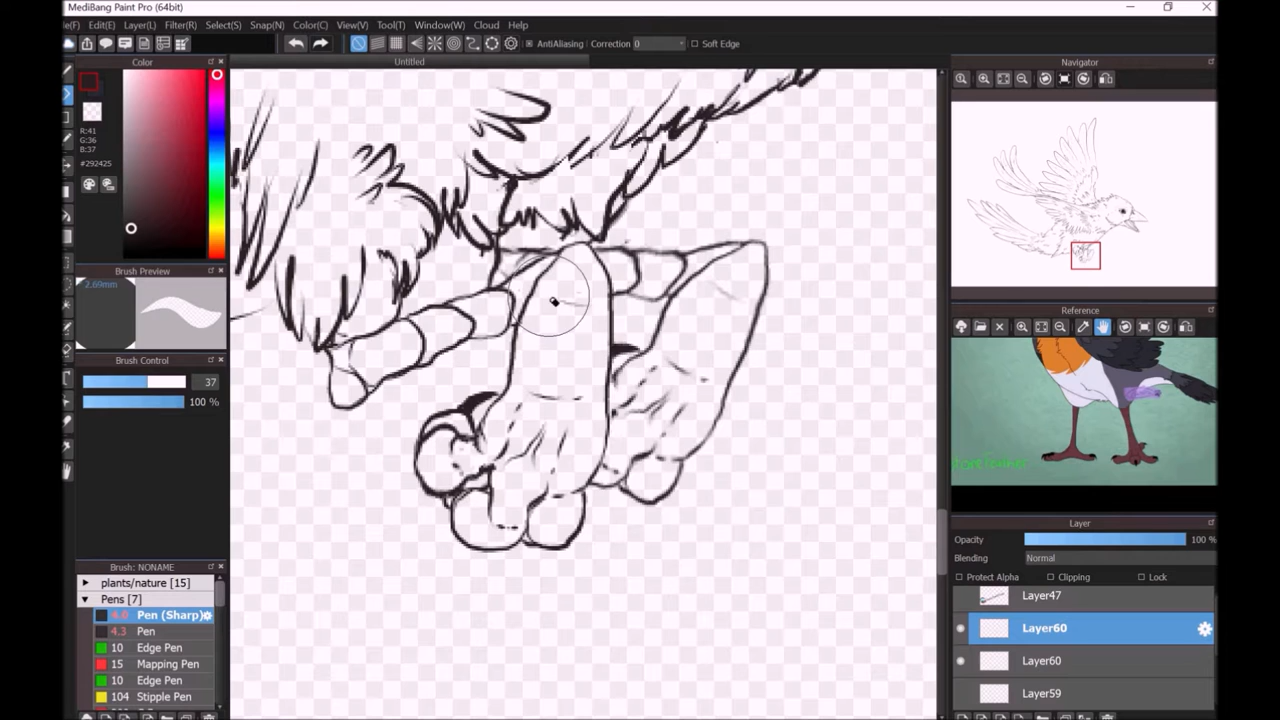 MediBang Paint Pro (64bit)
Edit(E) Layer(L) Filter(R) Select(S) Snap(N) Color(C) View(V) Tool(T) Window(W) Cloud Help
AntiAliasing Correction 0 Soft Edge
Color
Untitled
Navigator
R:41
G:36
B:37
#292425
Brush Preview
2.69mm
Reference
Brush Control
37
100 %
Layer
Opacity 100 %
Blending Normal
Protect Alpha Clipping Lock
Layer47
Layer60
Layer60
Layer59
Brush: NONAME
plants/nature [15]
Pens [7]
Pen (Sharp)
4.3 Pen
10 Edge Pen
15 Mapping Pen
10 Edge Pen
104 Stipple Pen